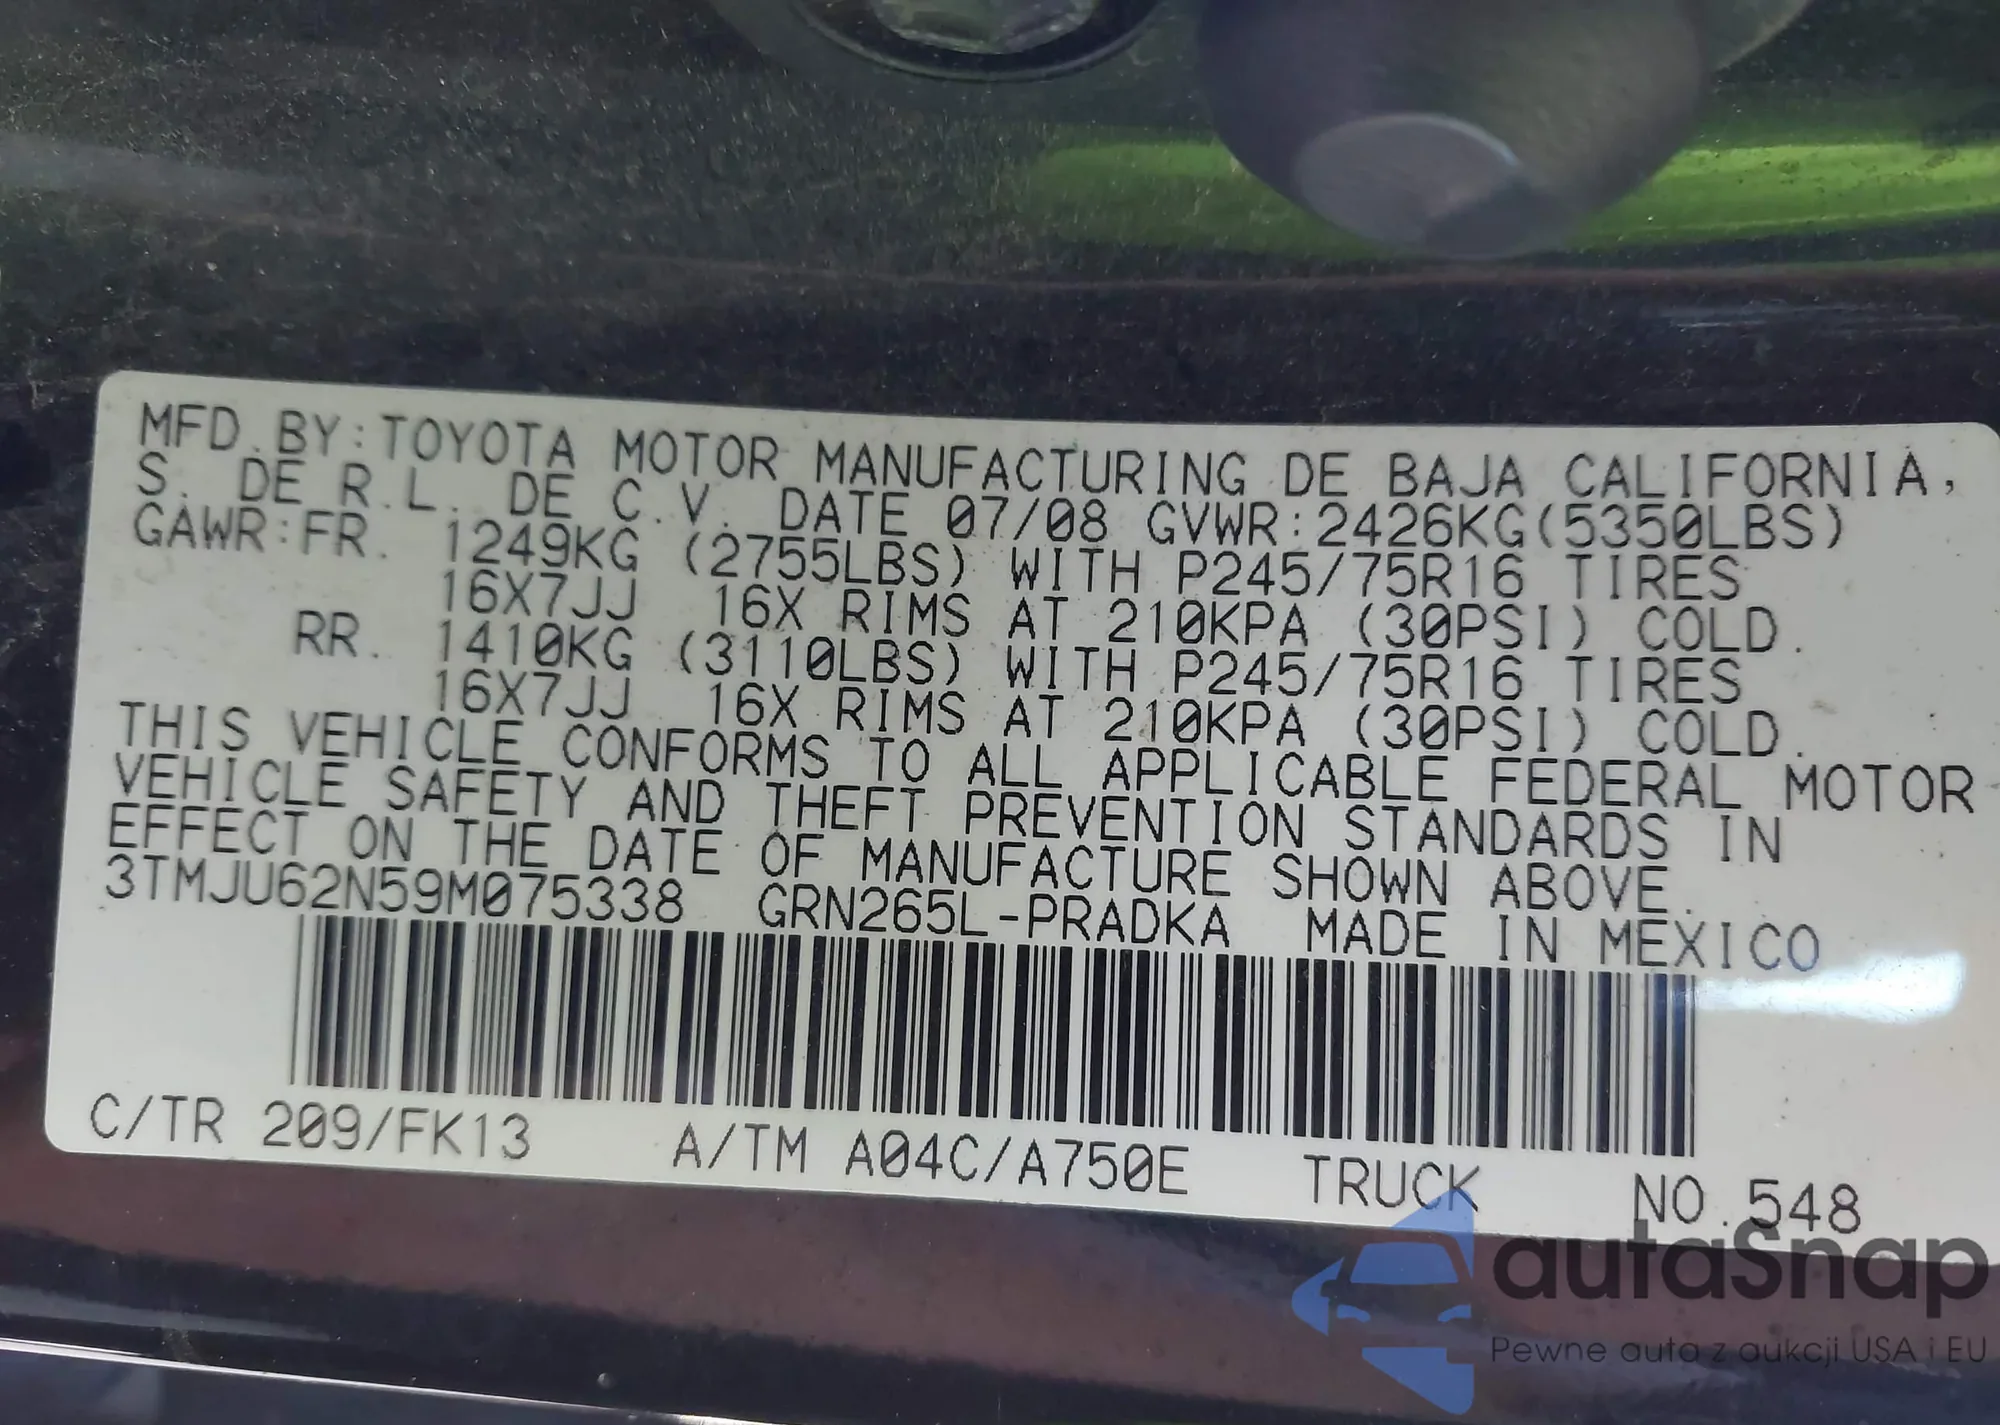 MFD.BY:TOYOTA MOTOR MANUFACTURING DE BAJA CALIFORNIA,
S. DE R.L. DE C.V. DATE 07/08 GVWR:2426KG(5350LBS)
GAWR:FR. 1249KG (2755LBS) WITH P245/75R16 TIRES
16X7JJ 16X RIMS AT 210KPA (30PSI) COLD.
RR. 1410KG (3110LBS) WITH P245/75R16 TIRES
16X7JJ 16X RIMS AT 210KPA (30PSI) COLD.
THIS VEHICLE CONFORMS TO ALL APPLICABLE FEDERAL MOTOR
VEHICLE SAFETY AND THEFT PREVENTION STANDARDS IN
EFFECT ON THE DATE OF MANUFACTURE SHOWN ABOVE.
3TMJU62N59M075338 GRN265L-PRADKA MADE IN MEXICO
C/TR 209/FK13 A/TM A04C/A750E TRUCK NO.548
autaSnap
Pewne auta z aukcji USA i EU